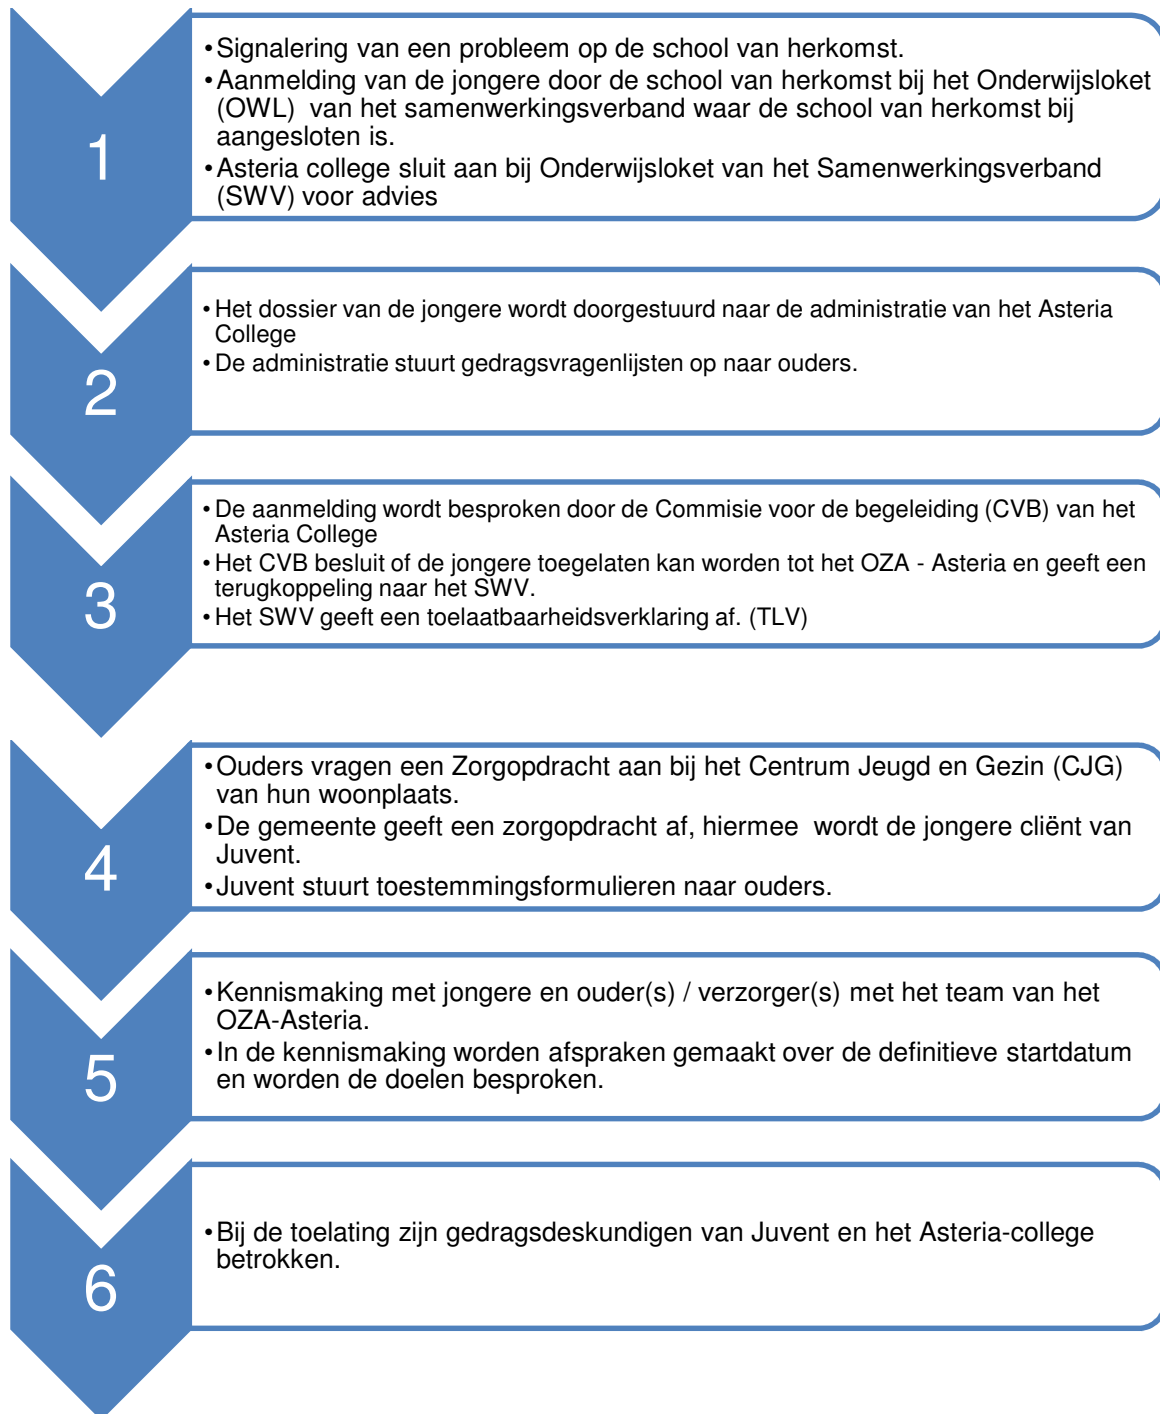 1
•Signalering van een probleem op de school van herkomst.
•Aanmelding van de jongere door de school van herkomst bij het Onderwijsloket
(OWL) van het samenwerkingsverband waar de school van herkomst bij
aangesloten is.
•Asteria college sluit aan bij Onderwijsloket van het Samenwerkingsverband
(SWV) voor advies
2
•Het dossier van de jongere wordt doorgestuurd naar de administratie van het Asteria
College
•De administratie stuurt gedragsvragenlijsten op naar ouders.
3
•De aanmelding wordt besproken door de Commisie voor de begeleiding (CVB) van het
Asteria College
•Het CVB besluit of de jongere toegelaten kan worden tot het OZA - Asteria en geeft een
terugkoppeling naar het SWV.
•Het SWV geeft een toelaatbaarheidsverklaring af. (TLV)
4
•Ouders vragen een Zorgopdracht aan bij het Centrum Jeugd en Gezin (CJG)
van hun woonplaats.
•De gemeente geeft een zorgopdracht af, hiermee wordt de jongere cliënt van
Juvent.
•Juvent stuurt toestemmingsformulieren naar ouders.
5
•Kennismaking met jongere en ouder(s) / verzorger(s) met het team van het
OZA-Asteria.
•In de kennismaking worden afspraken gemaakt over de definitieve startdatum
en worden de doelen besproken.
6
•Bij de toelating zijn gedragsdeskundigen van Juvent en het Asteria-college
betrokken.